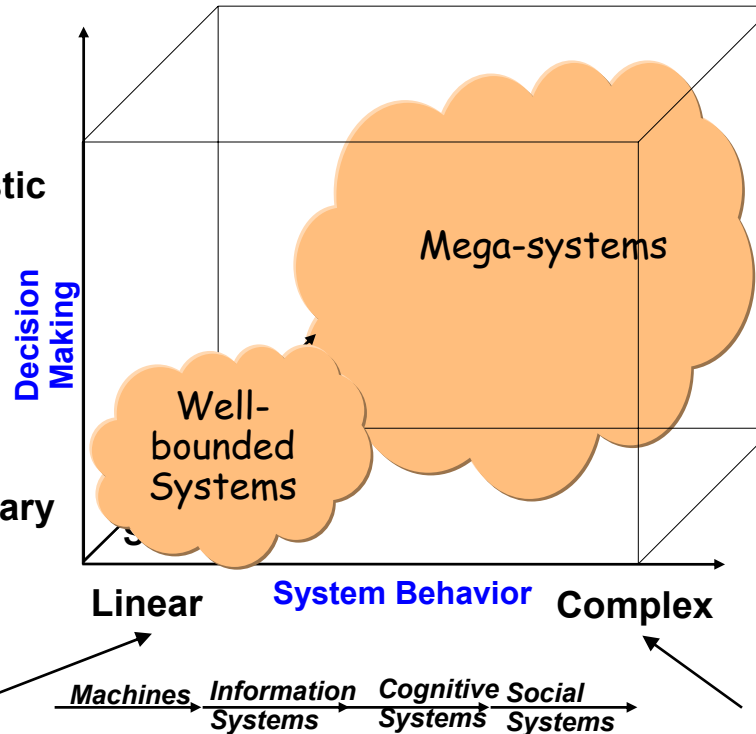 stic
Mega-systems
Decision
Making
Well-
bounded
Systems
ary
S
Linear
System Behavior
Complex
Machines
Information
Systems
Cognitive
Systems
Social
Systems